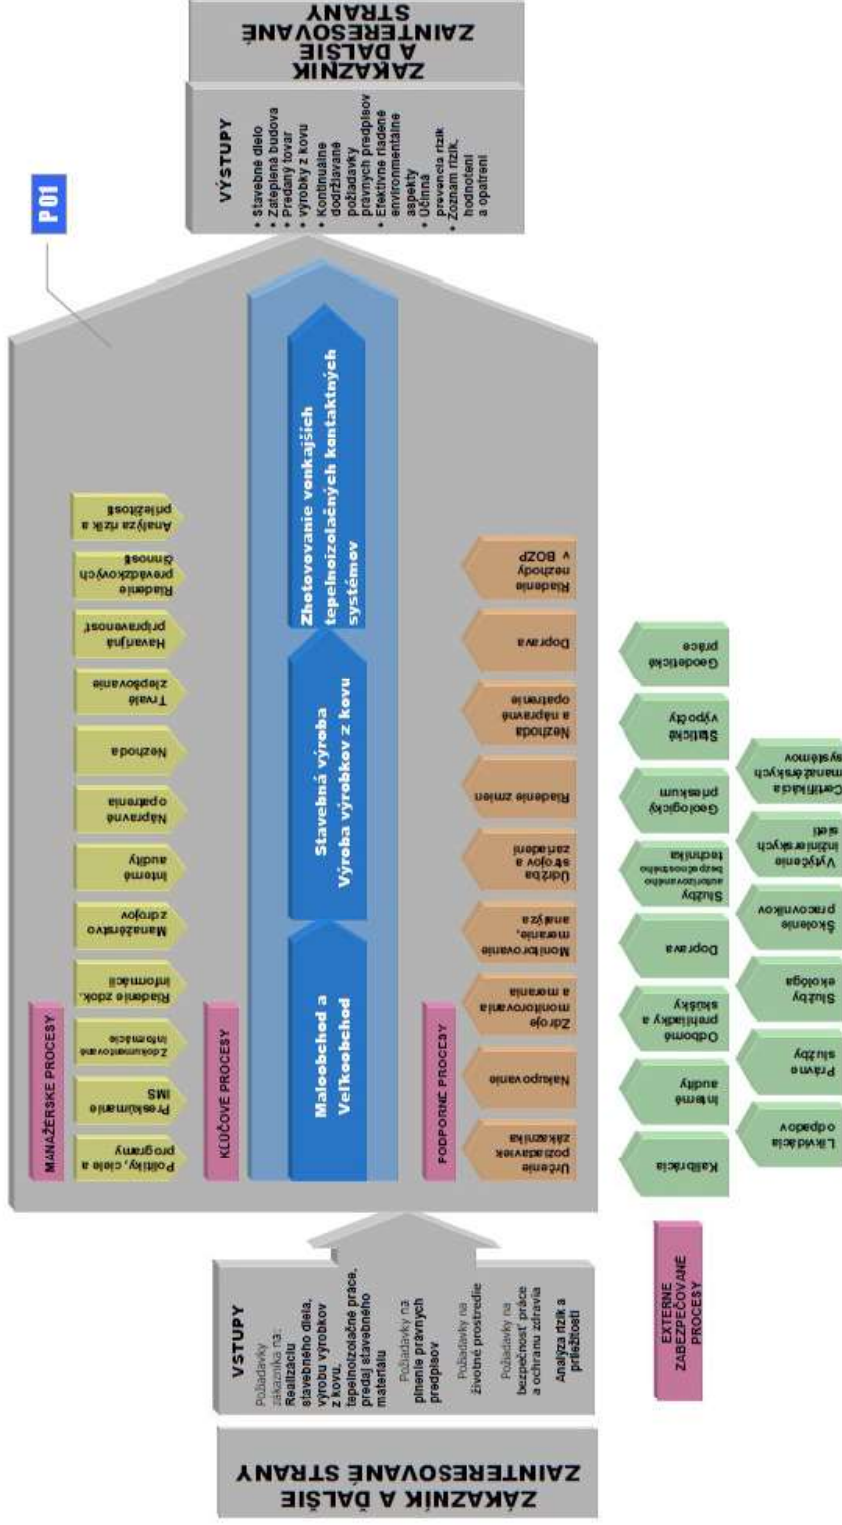 P01
ZÁKAZNÍK A ĎALŠIE
ZAINTERESOVANÉ STRANY
VSTUPY
Požiadavky
zákazníka na:
Realizáciu
stavebného diela,
výrobu výrobkov
z kovu,
tepelnoizolačné práce,
predaj stavebného
materiálu
Požiadavky na
plnenie právnych
predpisov
Požiadavky na
životné prostredie
Požiadavky na
bezpečnosť práce
a ochranu zdravia
Analýza rizík a
príležitostí
MANAŽÉRSKE PROCESY
Politiky, ciele a
programy
Preskúmanie
IMS
Zdokumentované
informácie
Riadenie zdok.
informácií
Manažérstvo
zdrojov
Interné
audity
Nápravné
opatrenia
Nezhoda
Trvalé
zlepšovanie
Havarijná
pripravenosť
Riadenie
prevádzkových
činností
Analýza rizík a
príležitostí
KĽÚČOVÉ PROCESY
Maloobchod a
Veľkoobchod
Stavebná výroba
Výroba výrobkov z kovu
Zhotovovanie vonkajších
tepelnoizolačných kontaktných
systémov
PODPORNÉ PROCESY
Určenie
požiadaviek
zákazníka
Nakupovanie
Zdroje
monitorovania
a merania
Monitorovanie,
meranie,
analýza
Údržba
strojov a
zariadení
Riadenie zmien
Nezhoda
a nápravné
opatrenie
Doprava
Riadenie
nezhody
v BOZP
EXTERNE
ZABEZPEČOVANÉ
PROCESY
Kalibrácia
Interné
audity
Odborné
prehliadky a
skúšky
Doprava
Služby
autorizovaného
bezpečnostného
technika
Geologický
prieskum
Statické
výpočty
Geodetické
práce
Likvidácia
odpadov
Právne
služby
Služby
ekológa
Školenie
pracovníkov
Vytýčenie
inžinierskych
sietí
Certifikácia
manažérskych
systémov
VÝSTUPY
• Stavebné dielo
• Zateplená budova
• Predaný tovar
• výrobky z kovu
• Kontinuálne
dodržiavané
požiadavky
právnych predpisov
• Efektívne riadené
environmentálne
aspekty
• Účinná
prevencia rizík
• Zoznam rizík,
hodnotení
a opatrení
ZÁKAZNÍK
A ĎALŠIE
ZAINTERESOVANÉ
STRANY